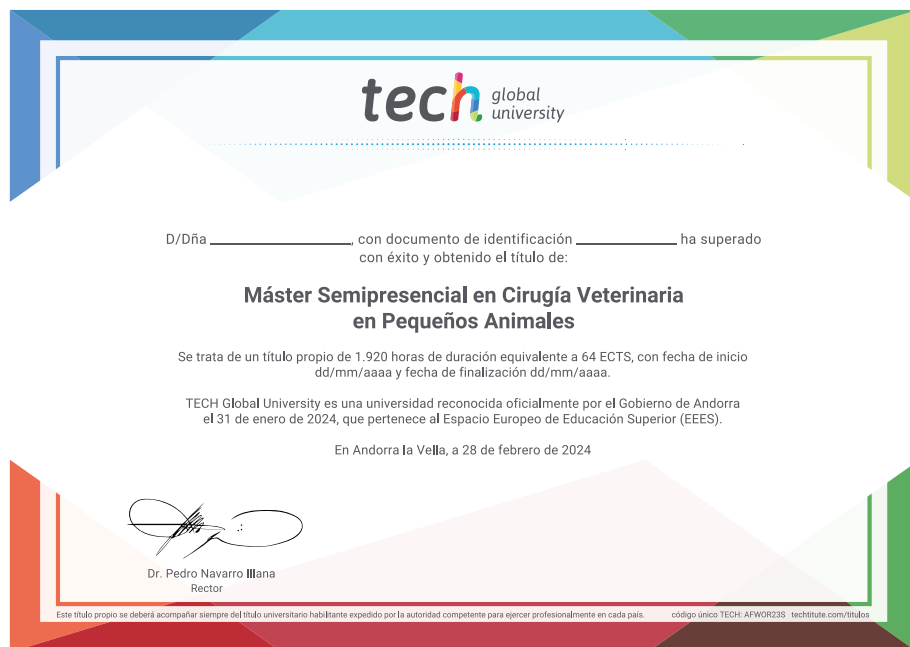 tech global university
D/Dña ____________________, con documento de identificación ______________ ha superado
con éxito y obtenido el título de:
Máster Semipresencial en Cirugía Veterinaria
en Pequeños Animales
Se trata de un título propio de 1.920 horas de duración equivalente a 64 ECTS, con fecha de inicio
dd/mm/aaaa y fecha de finalización dd/mm/aaaa.
TECH Global University es una universidad reconocida oficialmente por el Gobierno de Andorra
el 31 de enero de 2024, que pertenece al Espacio Europeo de Educación Superior (EEES).
En Andorra la Vella, a 28 de febrero de 2024
Dr. Pedro Navarro Illana
Rector
Este título propio se deberá acompañar siempre del título universitario habilitante expedido por la autoridad competente para ejercer profesionalmente en cada país. código único TECH: AFWOR23S techtitute.com/titulos